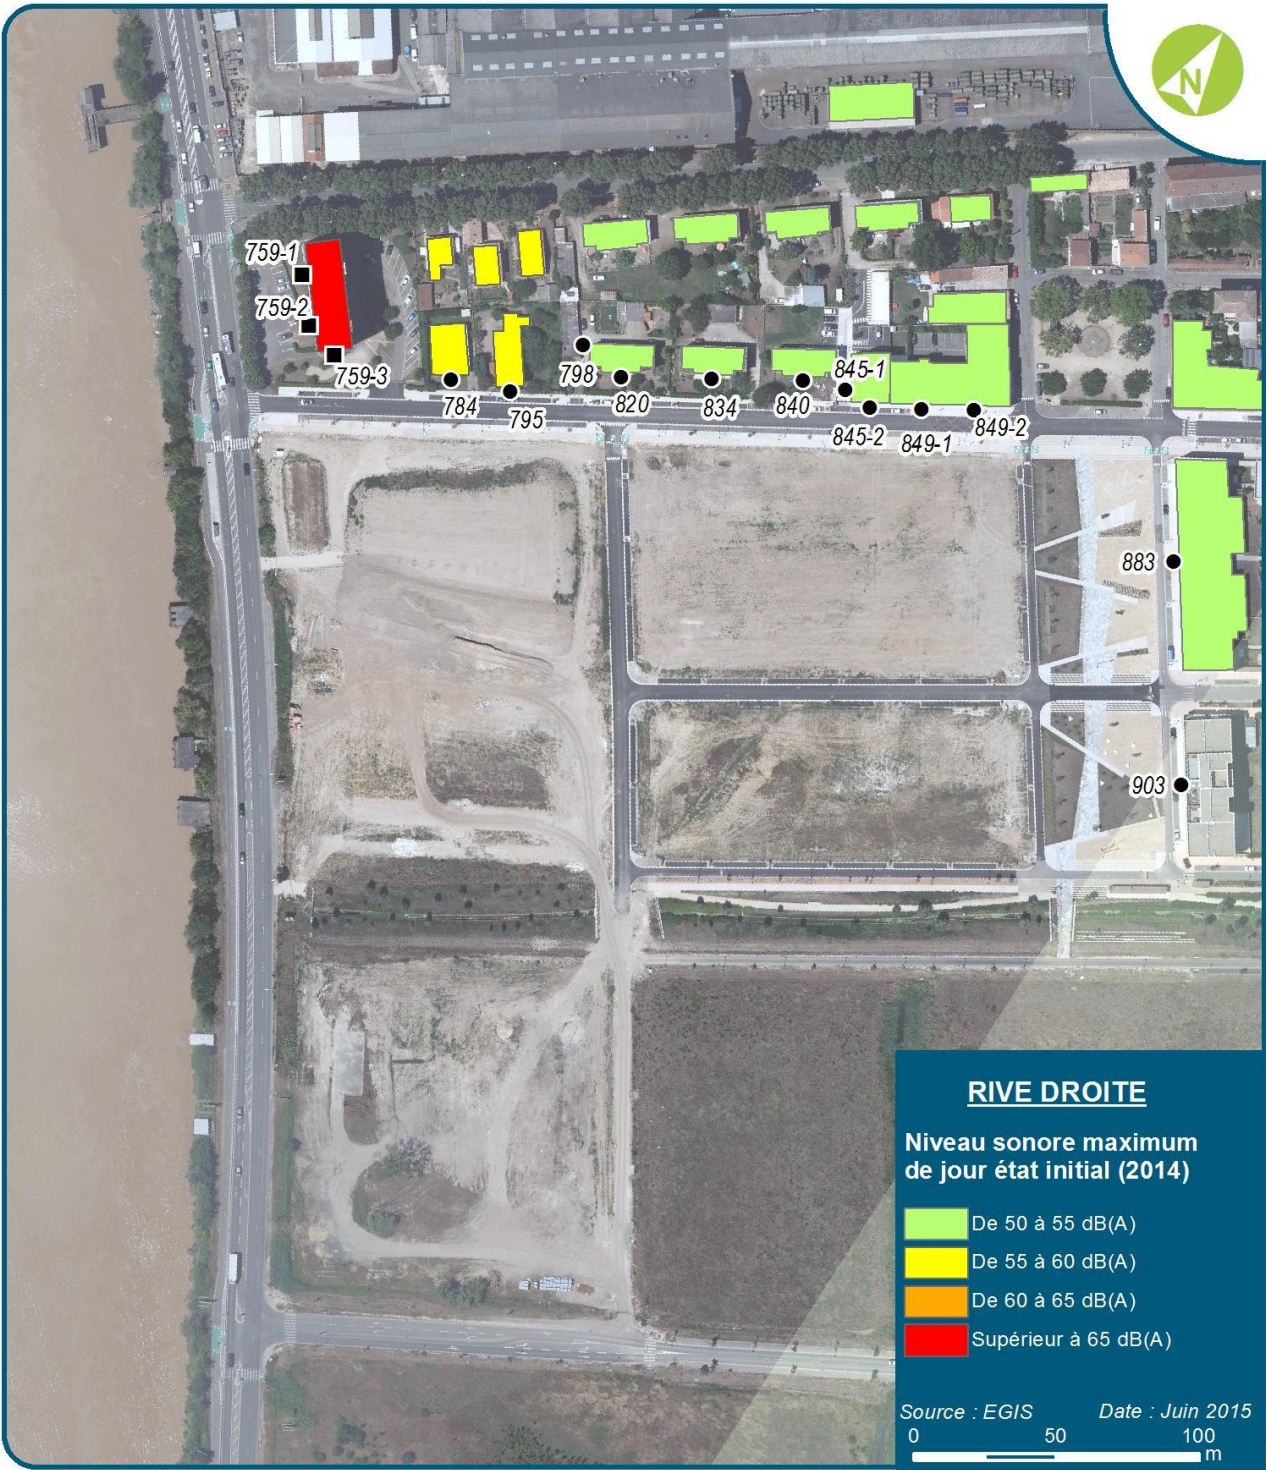 N
759-1
759-2
759-3
784
795
798
820
834
840
845-1
845-2
849-1
849-2
883
903
RIVE DROITE
Niveau sonore maximum
de jour état initial (2014)
De 50 à 55 dB(A)
De 55 à 60 dB(A)
De 60 à 65 dB(A)
Supérieur à 65 dB(A)
Source : EGIS Date : Juin 2015
0 50 100
m